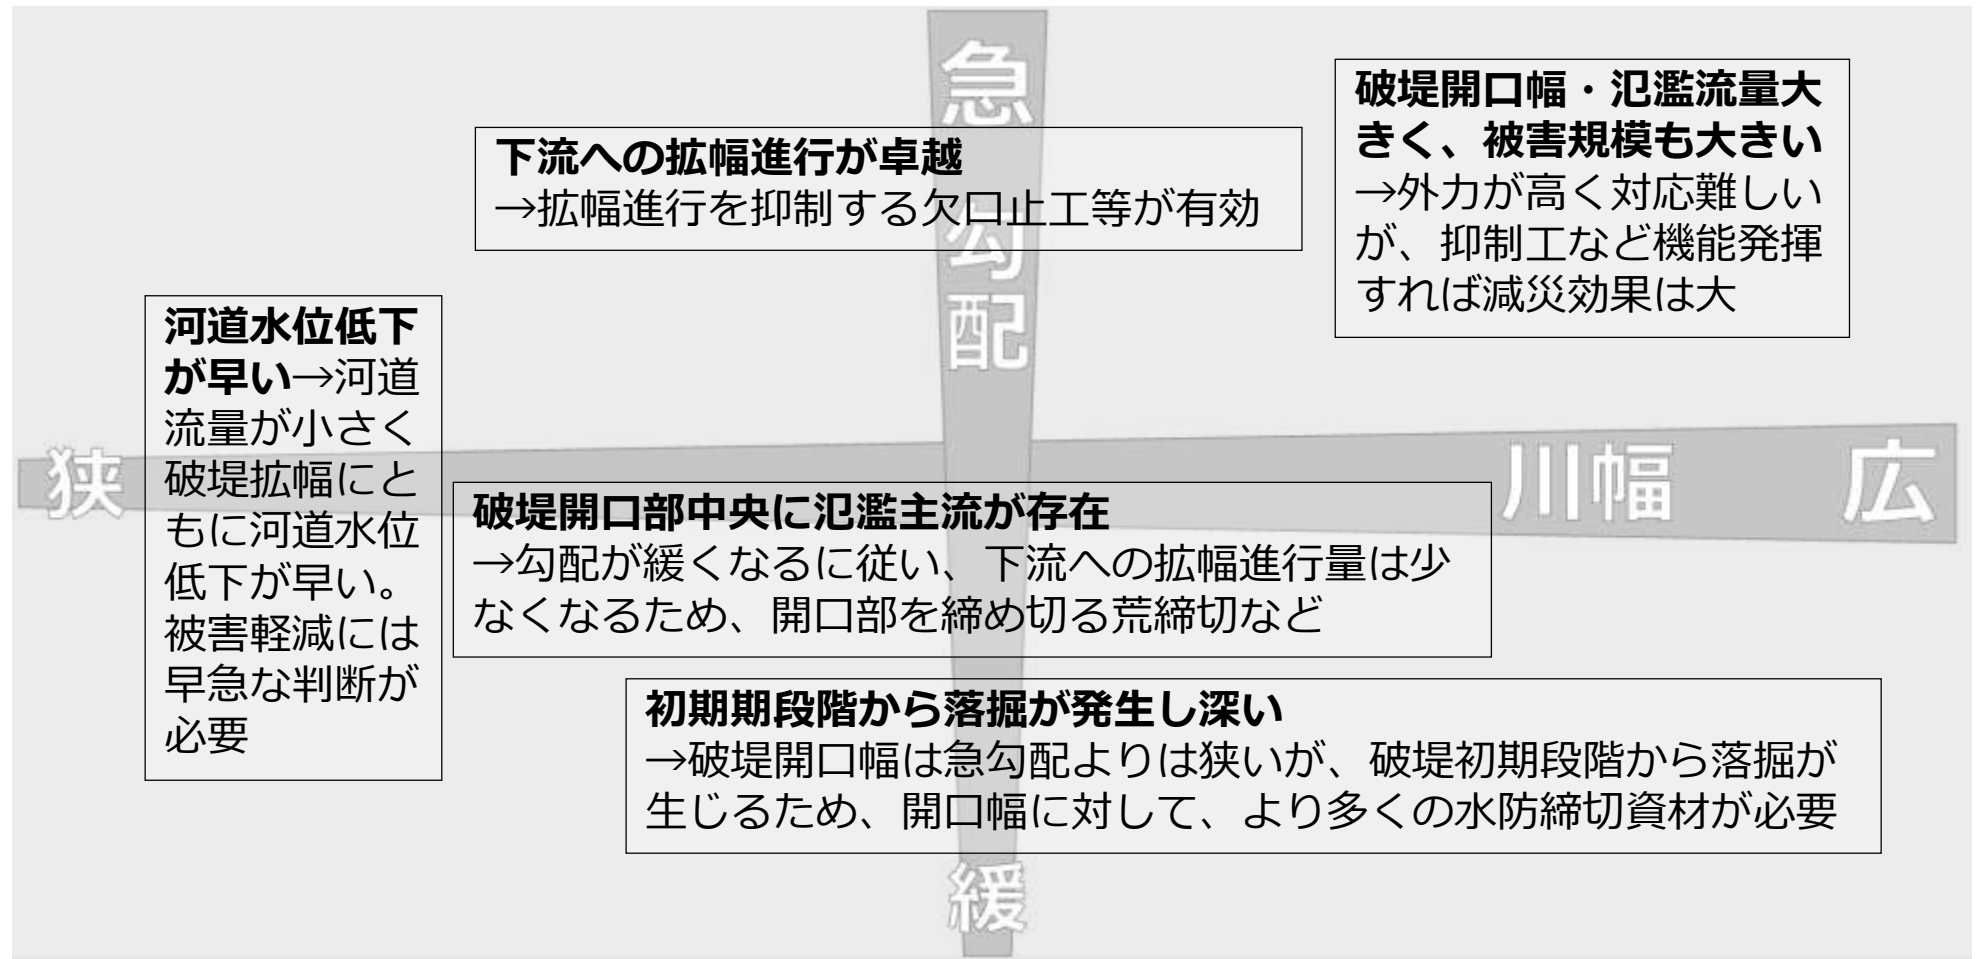 急
勾
配
破堤開口幅・氾濫流量大
きく、被害規模も大きい
→外力が高く対応難しい
が、抑制工など機能発揮
すれば減災効果は大
下流への拡幅進行が卓越
→拡幅進行を抑制する欠口止工等が有効
河道水位低下
が早い→河道
流量が小さく
破堤拡幅にと
もに河道水位
低下が早い。
被害軽減には
早急な判断が
必要
狭
川幅 広
破堤開口部中央に氾濫主流が存在
→勾配が緩くなるに従い、下流への拡幅進行量は少
なくなるため、開口部を締め切る荒締切など
初期期段階から落掘が発生し深い
→破堤開口幅は急勾配よりは狭いが、破堤初期段階から落掘が
生じるため、開口幅に対して、より多くの水防締切資材が必要
緩